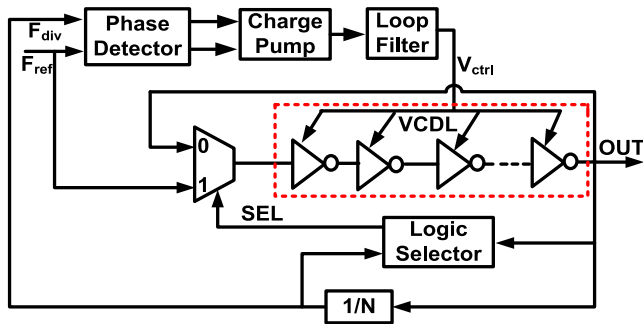 F_div
F_ref
Phase
Detector
Charge
Pump
Loop
Filter
V_ctrl
VCDL
0
1
OUT
SEL
Logic
Selector
1/N